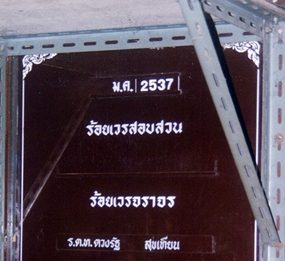 ม.ค. 2537
ร้อยเวรสอบสวน
ร้อยเวรจราจร
ร.ต.ท. ดวงรัฐ สุขเทียน